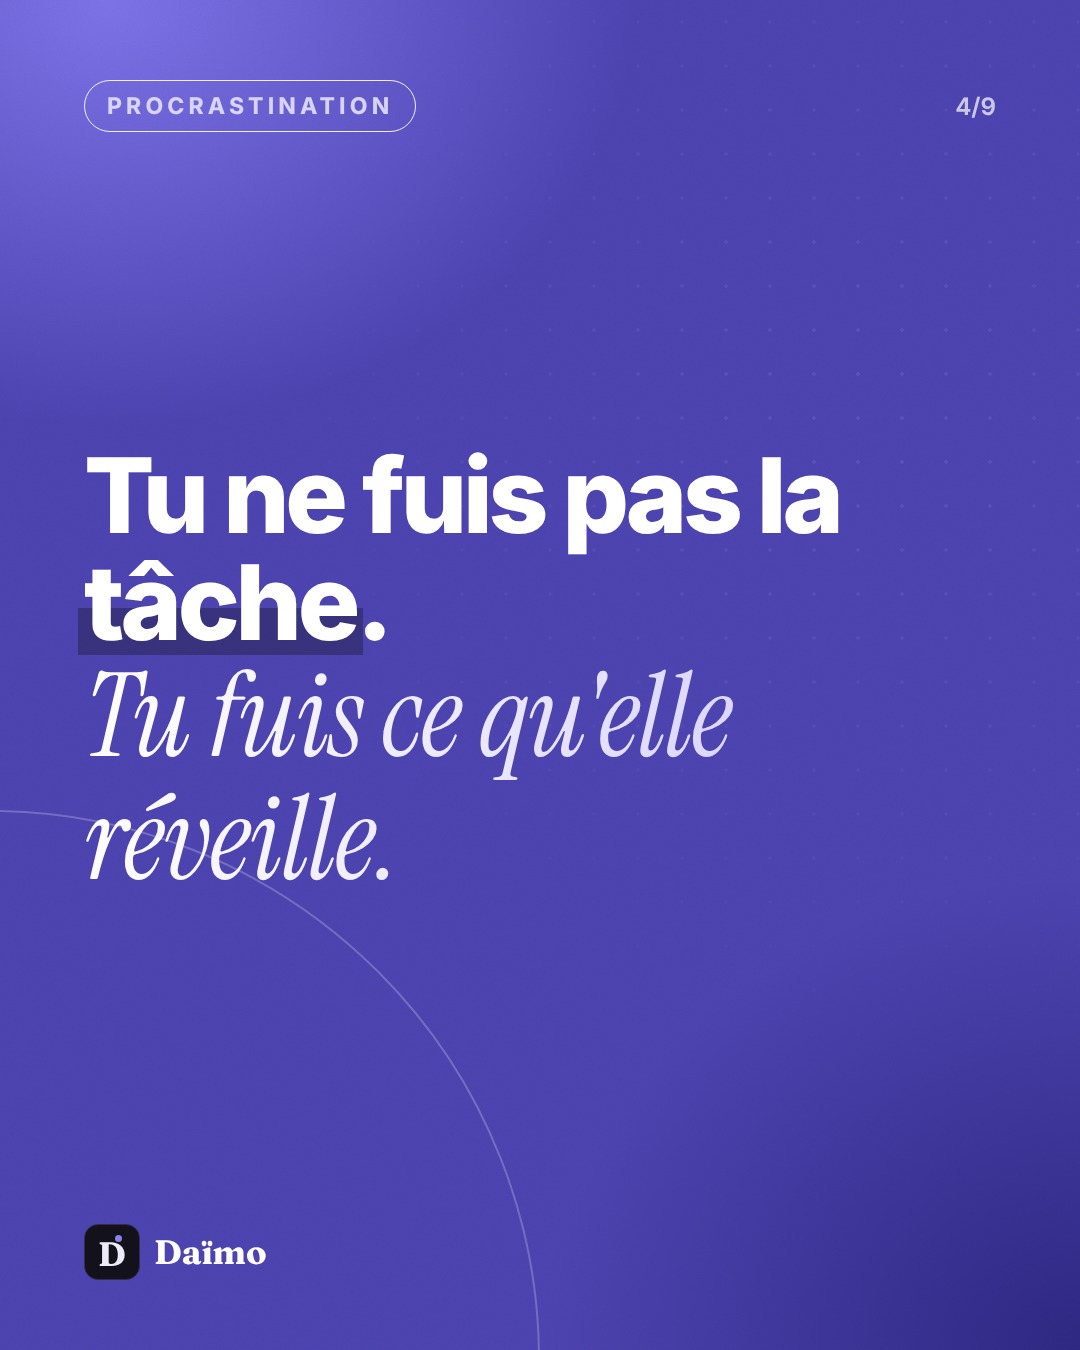 PROCRASTINATION
4/9
Tu ne fuis pas la
tâche.
Tu fuis ce qu'elle
réveille.
D
Daïmo